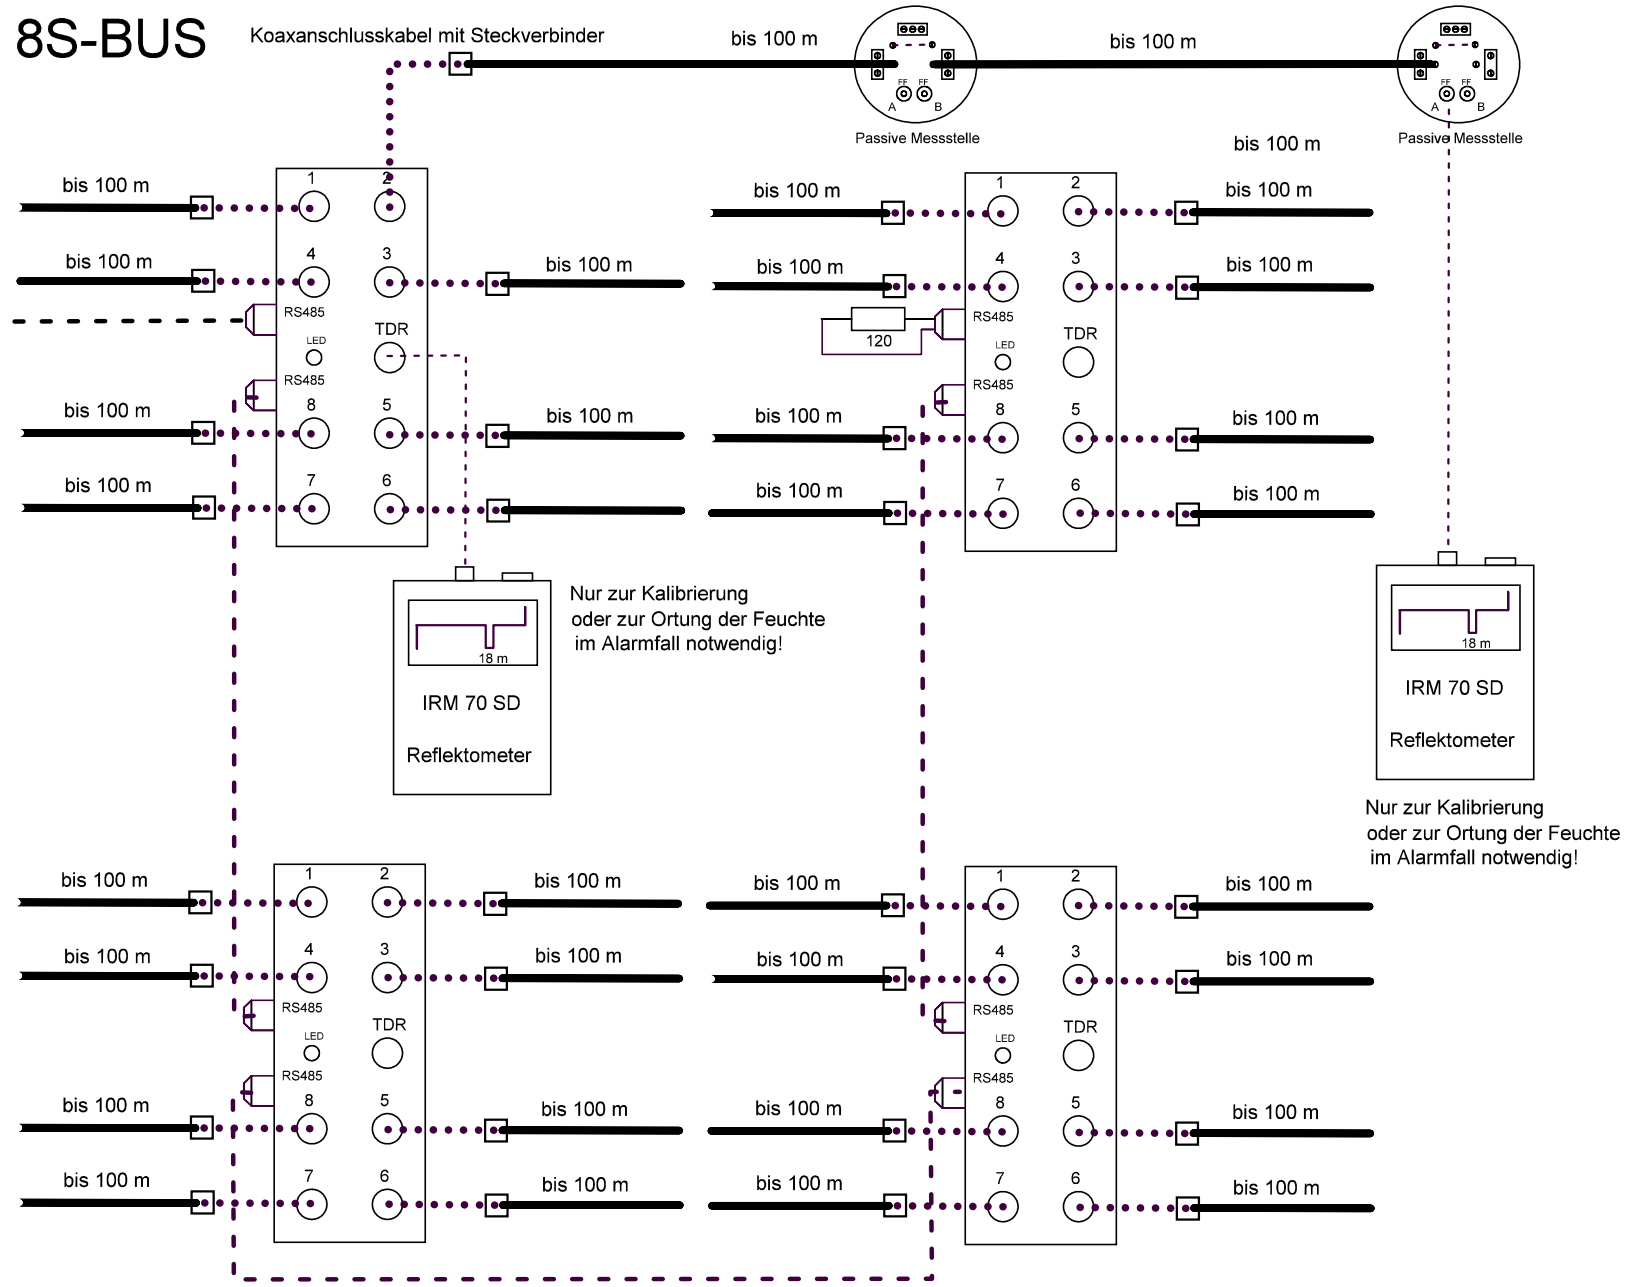 8S-BUS
Koaxanschlusskabel mit Steckverbinder
bis 100 m
bis 100 m
FF FF
A B
Passive Messstelle
FF FF
A B
Passive Messstelle
bis 100 m
bis 100 m
1 2
bis 100 m
4 3
bis 100 m
RS485
TDR
LED
RS485
bis 100 m
8 5
bis 100 m
bis 100 m
7 6
bis 100 m
1 2
bis 100 m
bis 100 m
4 3
bis 100 m
RS485
120
TDR
LED
RS485
bis 100 m
8 5
bis 100 m
bis 100 m
7 6
bis 100 m
18 m
IRM 70 SD
Reflektometer
Nur zur Kalibrierung
oder zur Ortung der Feuchte
im Alarmfall notwendig!
18 m
IRM 70 SD
Reflektometer
Nur zur Kalibrierung
oder zur Ortung der Feuchte
im Alarmfall notwendig!
bis 100 m
1 2
bis 100 m
bis 100 m
4 3
bis 100 m
RS485
TDR
LED
RS485
bis 100 m
8 5
bis 100 m
bis 100 m
7 6
bis 100 m
bis 100 m
1 2
bis 100 m
bis 100 m
4 3
bis 100 m
RS485
TDR
LED
RS485
bis 100 m
8 5
bis 100 m
bis 100 m
7 6
bis 100 m